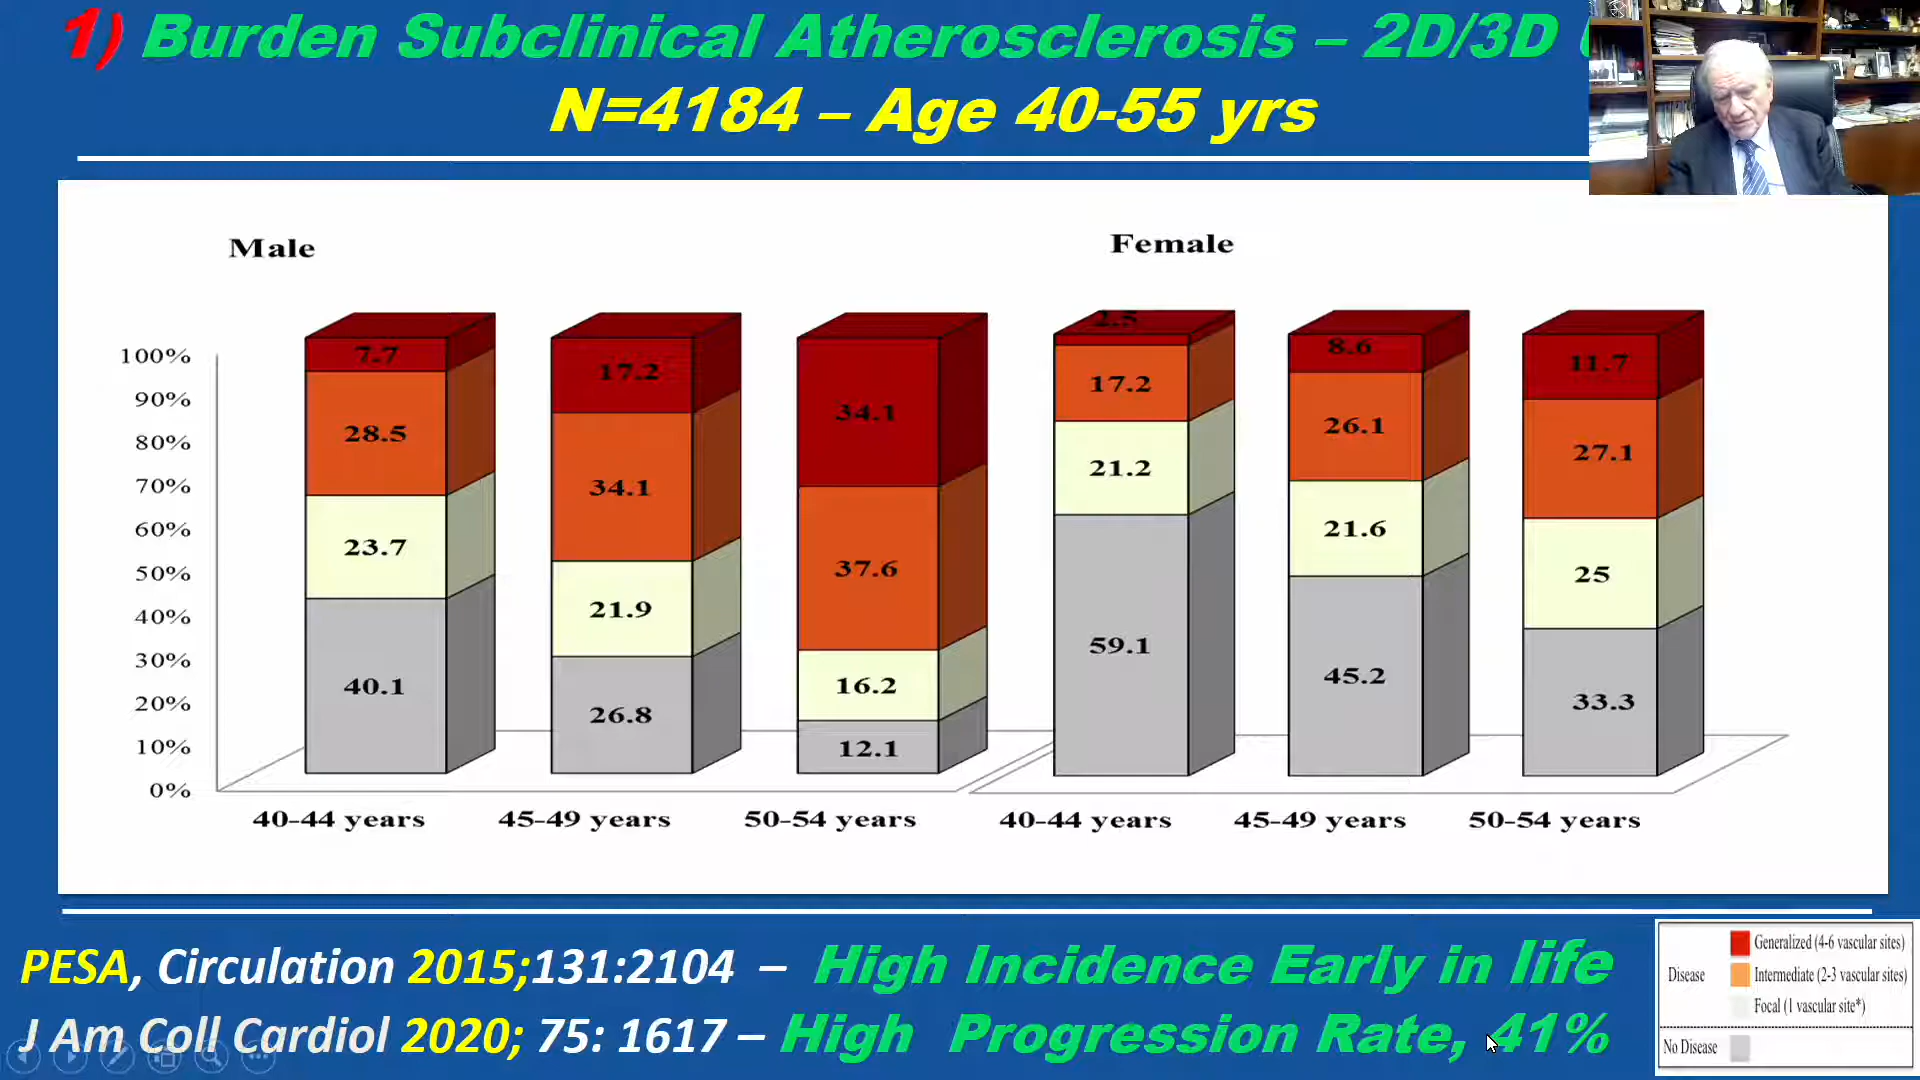 1) Burden Subclinical Atherosclerosis – 2D/3D
N=4184 – Age 40-55 yrs
Male
Female
100%
90%
80%
70%
60%
50%
40%
30%
20%
10%
0%
7.7
28.5
23.7
40.1
17.2
34.1
21.9
26.8
34.1
37.6
16.2
12.1
2.5
17.2
21.2
59.1
8.6
26.1
21.6
45.2
11.7
27.1
25
33.3
40-44 years
45-49 years
50-54 years
40-44 years
45-49 years
50-54 years
PESA, Circulation 2015;131:2104 – High Incidence Early in life
J Am Coll Cardiol 2020; 75: 1617 – High Progression Rate, 41%
Disease
Generalized (4-6 vascular sites)
Intermediate (2-3 vascular sites)
Focal (1 vascular site*)
No Disease